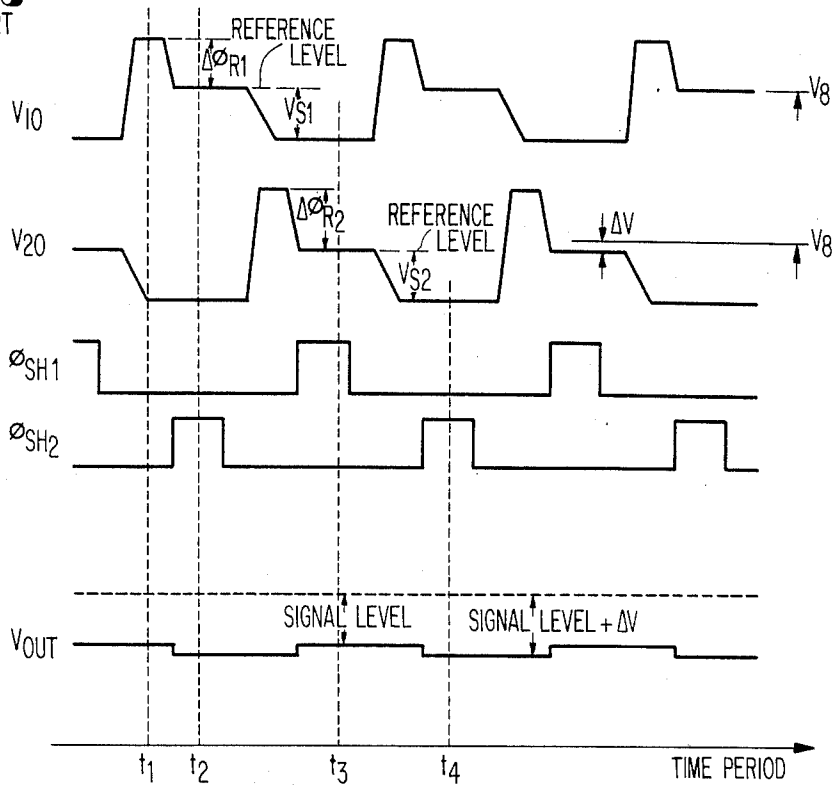 RT
REFERENCE
LEVEL
ΔØR1
V10
VS1
V8
ΔØR2
REFERENCE
LEVEL
ΔV
V20
VS2
V8
ØSH1
ØSH2
SIGNAL LEVEL
SIGNAL LEVEL + ΔV
VOUT
t1 t2 t3 t4 TIME PERIOD